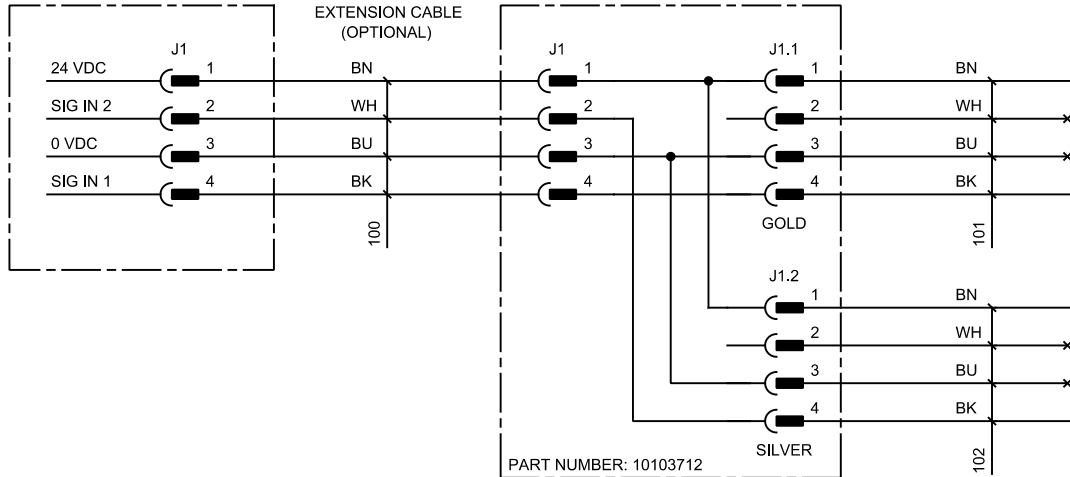 EXTENSION CABLE
(OPTIONAL)
J1
J1
J1.1
24 VDC 1 BN 1 1 BN
SIG IN 2 2 WH 2 2 WH
0 VDC 3 BU 3 3 BU
SIG IN 1 4 BK 4 4 BK
100
GOLD
101
J1.2
1 BN
2 WH
3 BU
4 BK
SILVER
102
PART NUMBER: 10103712